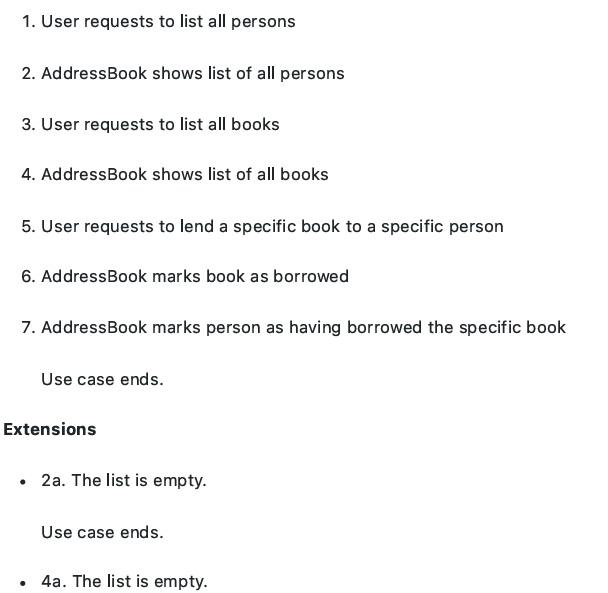 1. User requests to list all persons
2. AddressBook shows list of all persons
3. User requests to list all books
4. AddressBook shows list of all books
5. User requests to lend a specific book to a specific person
6. AddressBook marks book as borrowed
7. AddressBook marks person as having borrowed the specific book
Use case ends.
Extensions
• 2a. The list is empty.
Use case ends.
• 4a. The list is empty.